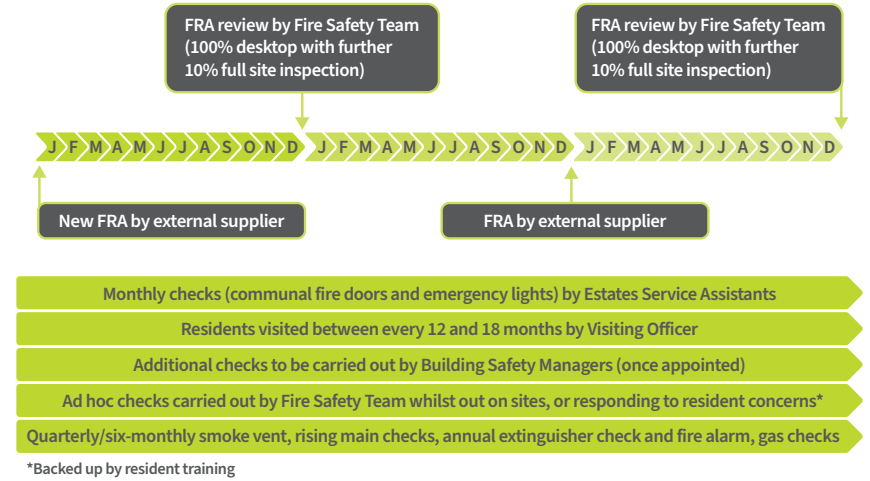 FRA review by Fire Safety Team
(100% desktop with further
10% full site inspection)
FRA review by Fire Safety Team
(100% desktop with further
10% full site inspection)
J F M A M J J A S O N D J F M A M J J A S O N D J F M A M J J A S O N D
New FRA by external supplier
FRA by external supplier
Monthly checks (communal fire doors and emergency lights) by Estates Service Assistants
Residents visited between every 12 and 18 months by Visiting Officer
Additional checks to be carried out by Building Safety Managers (once appointed)
Ad hoc checks carried out by Fire Safety Team whilst out on sites, or responding to resident concerns*
Quarterly/six-monthly smoke vent, rising main checks, annual extinguisher check and fire alarm, gas checks
*Backed up by resident training